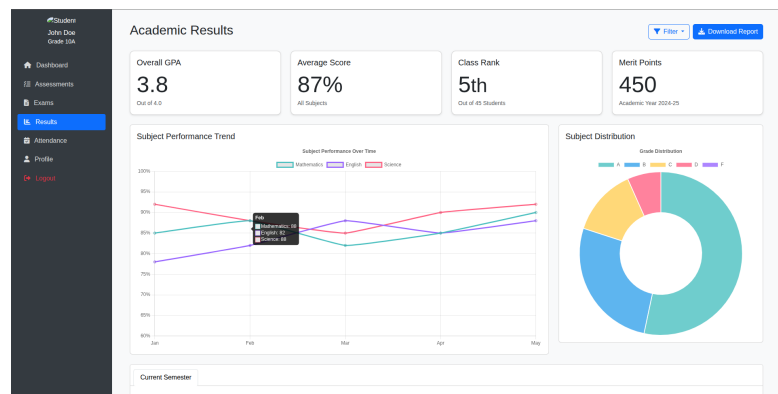 Studen
John Doe
Grade 10A
Dashboard
Assessments
Exams
Results
Attendance
Profile
Logout
Academic Results
Filter
Download Report
Overall GPA
3.8
Out of 4.0
Average Score
87%
All Subjects
Class Rank
5th
Out of 45 Students
Merit Points
450
Academic Year 2024-25
Subject Performance Trend
Subject Performance Over Time
Mathematics English Science
100%
95%
90%
85%
80%
75%
70%
65%
60%
Feb
Mathematics: 88
English: 82
Science: 88
Jan Feb Mar Apr May
Subject Distribution
Grade Distribution
A B C D F
Current Semester